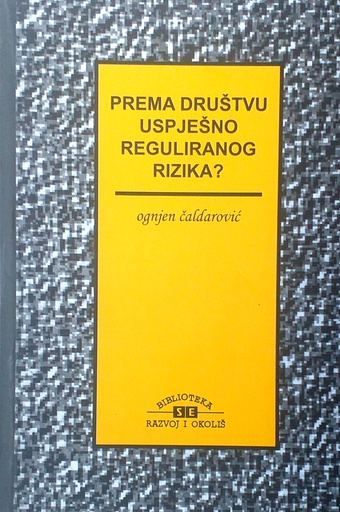 PREMA DRUŠTVU
USPJEŠNO
REGULIRANOG
RIZIKA?
ognjen čaldarović
BIBLIOTEKA
SE
RAZVOJ I OKOLIŠ